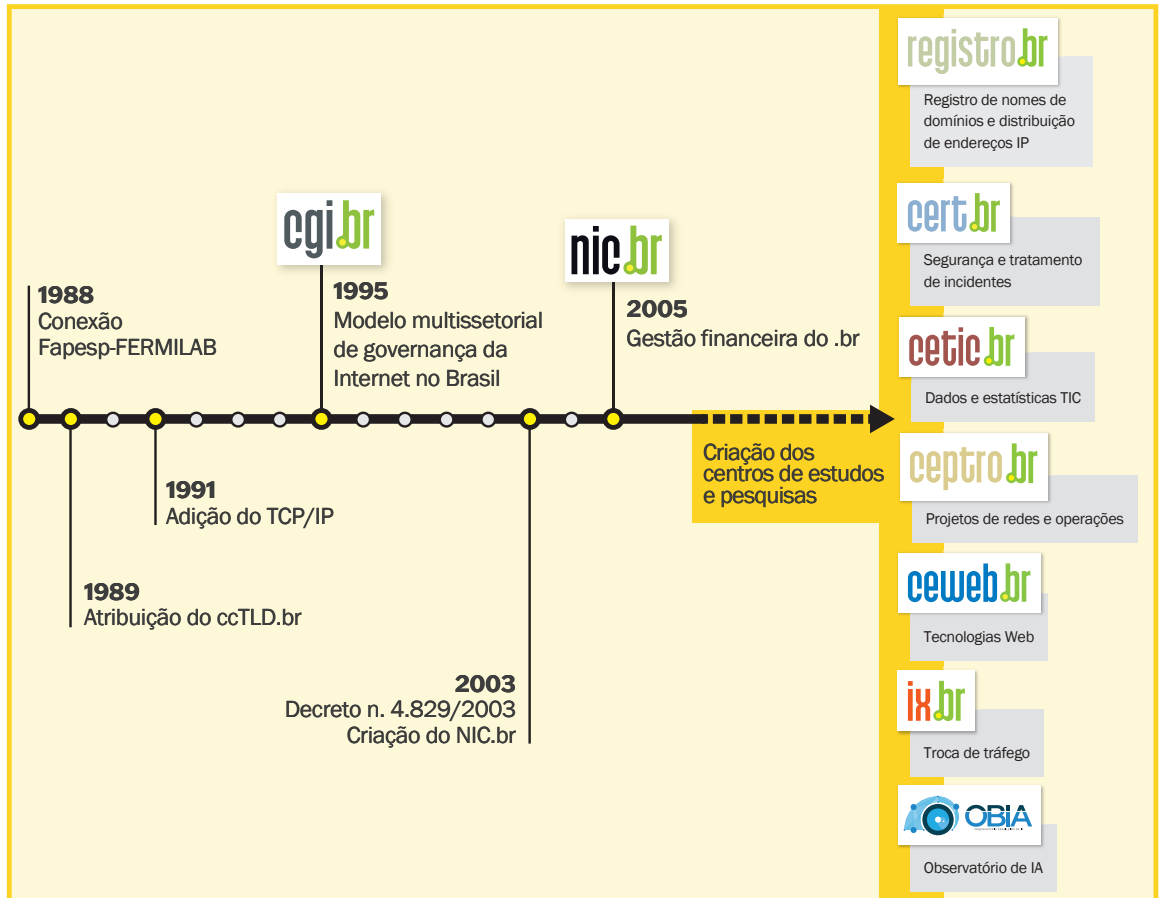 cgi.br
nic.br
1988
Conexão
Fapesp-FERMILAB
1995
Modelo multissetorial
de governança da
Internet no Brasil
2005
Gestão financeira do .br
1991
Adição do TCP/IP
1989
Atribuição do ccTLD.br
2003
Decreto n. 4.829/2003
Criação do NIC.br
Criação dos
centros de estudos
e pesquisas
registro.br
Registro de nomes de
domínios e distribuição
de endereços IP
cert.br
Segurança e tratamento
de incidentes
cetic.br
Dados e estatísticas TIC
ceptro.br
Projetos de redes e operações
ceweb.br
Tecnologias Web
ix.br
Troca de tráfego
OBIA
Observatório de IA